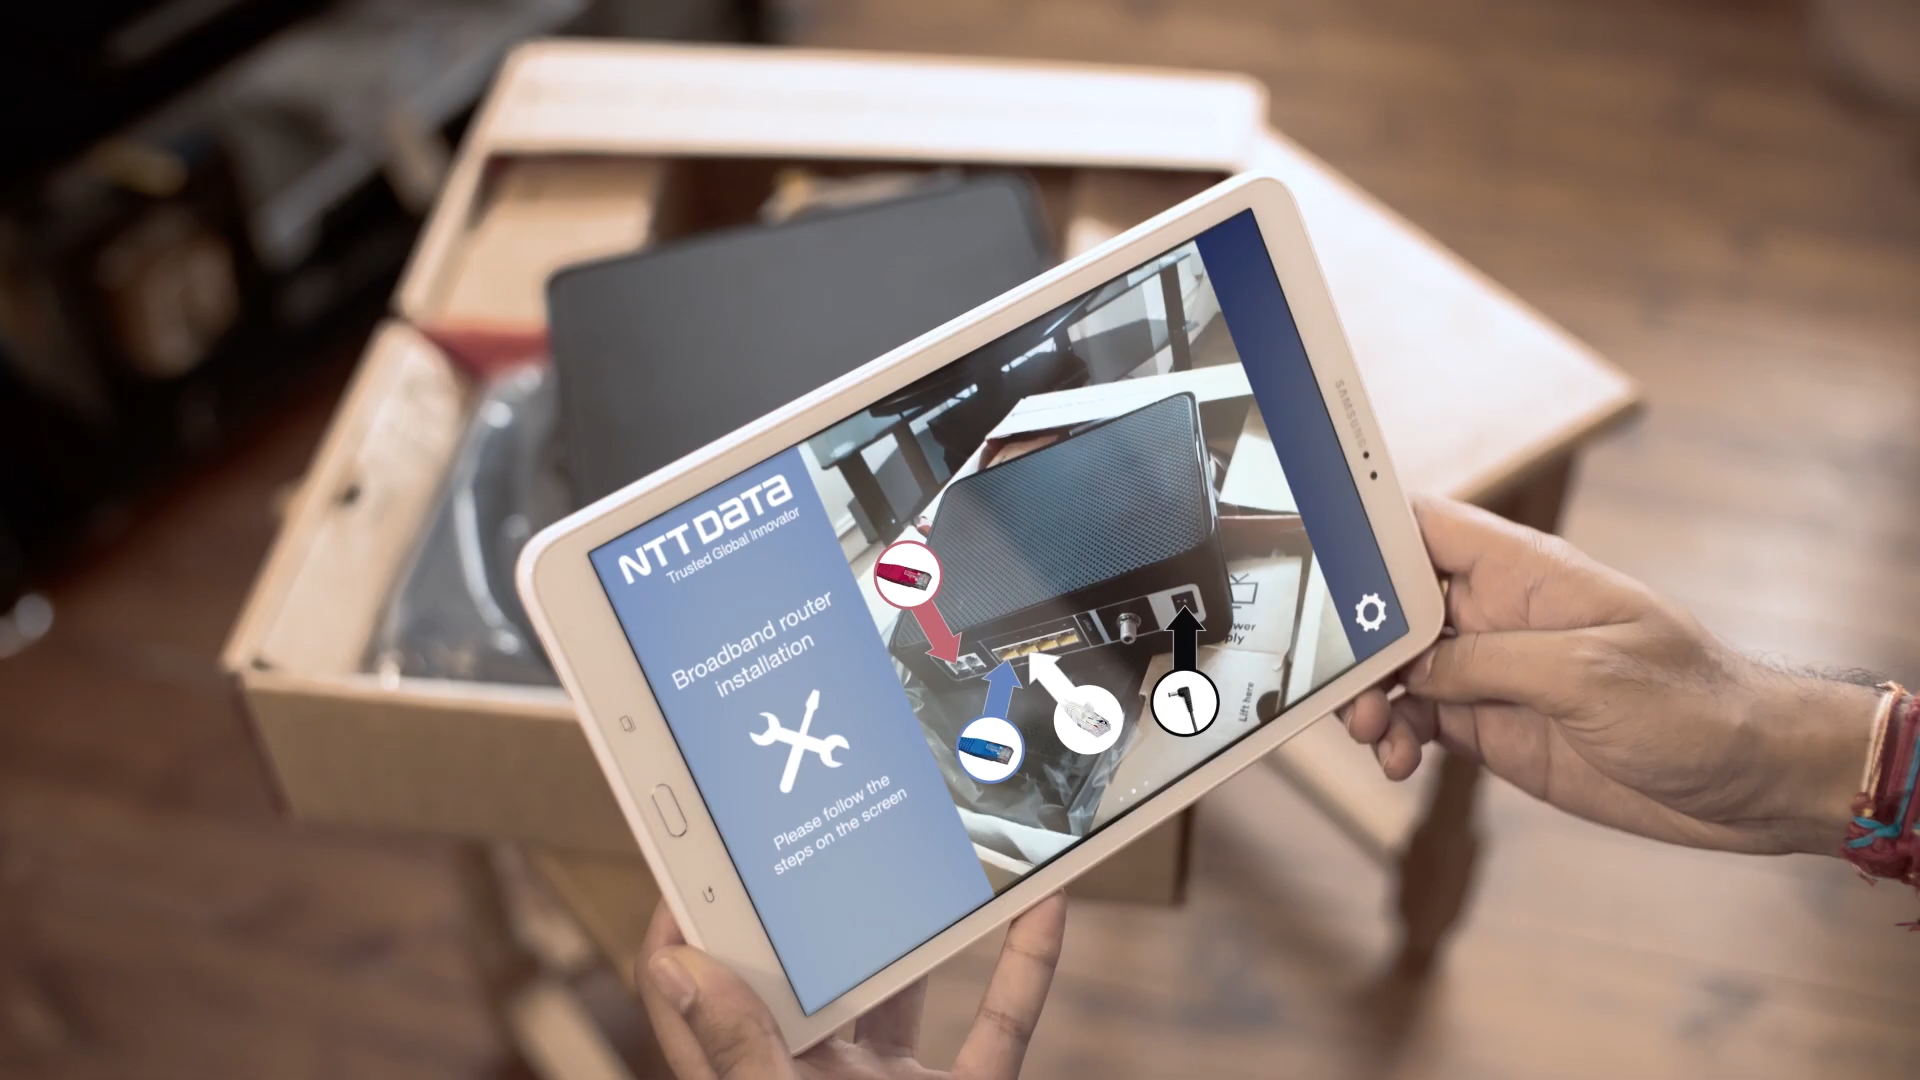 NTT DATA
Trusted Global Innovator
Broadband router
installation
Please follow the
steps on the screen
SAMSUNG
Lift here